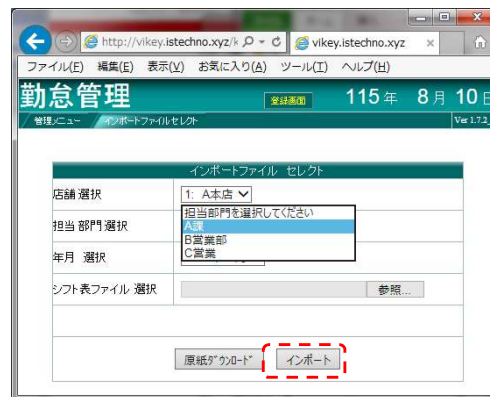 http://vikey.istechno.xyz/k
vikey.istechno.xyz
ファイル(F) 編集(E) 表示(V) お気に入り(A) ツール(T) ヘルプ(H)
勤怠管理
登録画面
115年 8月 10日
管理メニュー インポートファイルセレクト
Ver 1.7.2
インポートファイル セレクト
店舗選択
1: A本店
担当 部門 選択
担当部門を選択してください
A課
B営業部
C営業
年月 選択
シフト表ファイル 選択
参照...
原紙ダウンロード
インポート